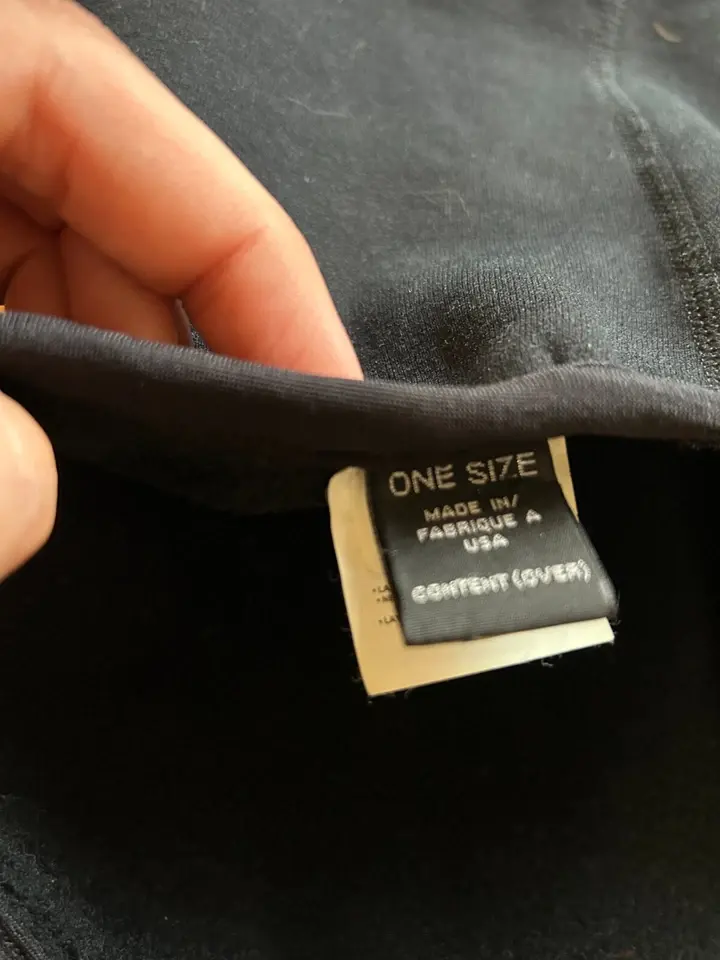 ONE SIZE
MADE IN/
FABRIQUE A
USA
CONTENT (OVER)